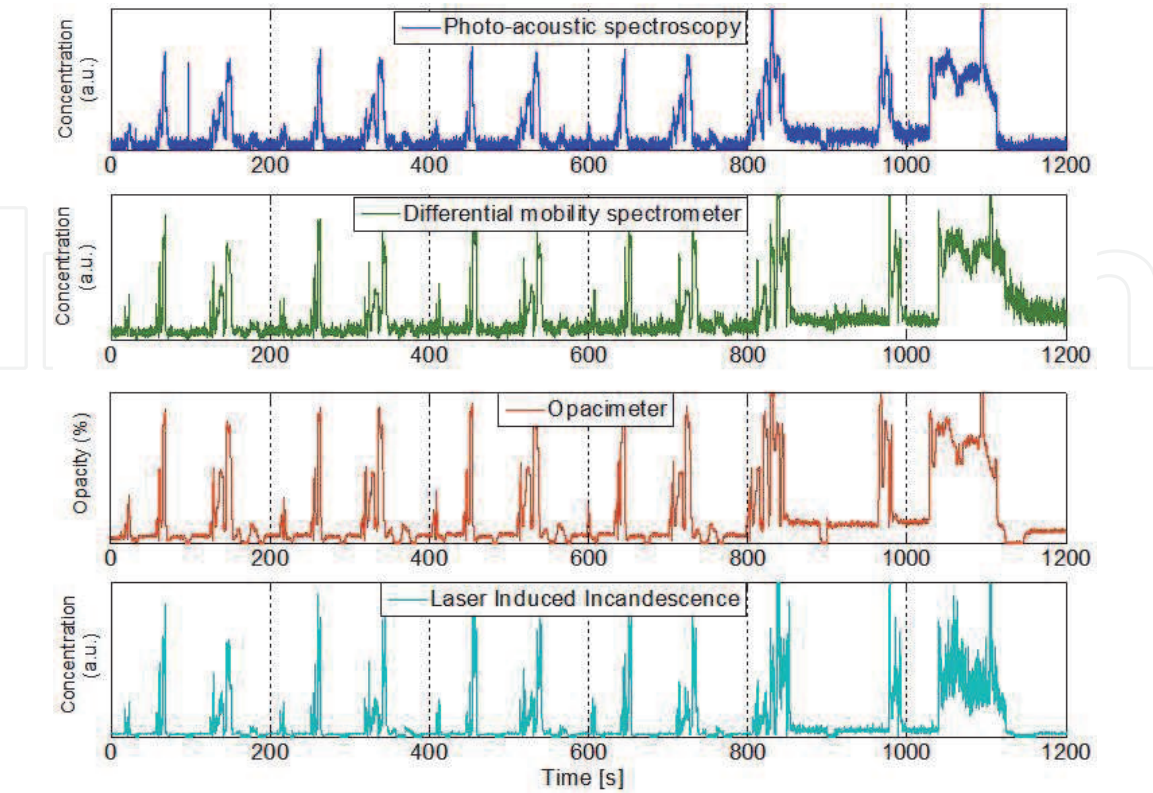 Photo-acoustic spectroscopy
Concentration
(a.u.)
0 200 400 600 800 1000 1200
Differential mobility spectrometer
Concentration
(a.u.)
0 200 400 600 800 1000 1200
Opacimeter
Opacity (%)
0 200 400 600 800 1000 1200
Laser Induced Incandescence
Concentration
(a.u.)
0 200 400 600 800 1000 1200
Time [s]